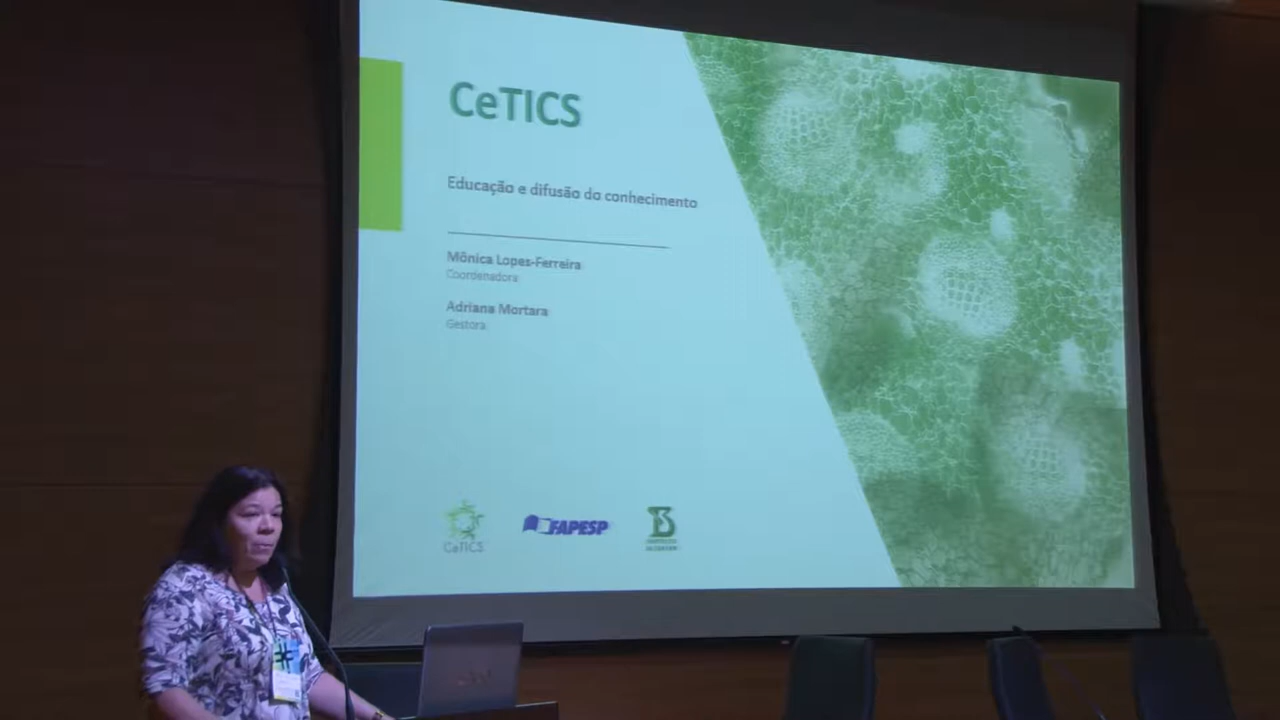 CeTICS
Educação e difusão do conhecimento
Mônica Lopes-Ferreira
Coordenadora
Adriana Mortara
Gestora
CeTICS
FAPESP